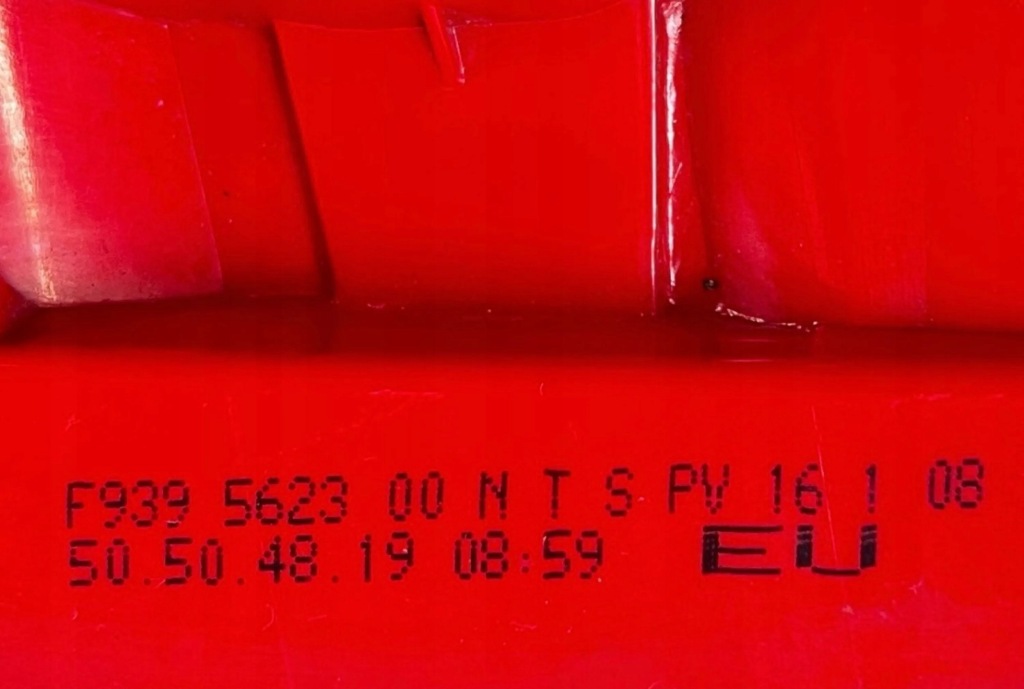 F939 5623 00 N T S PV 16 1 08
50.50.48.19 08:59 EU